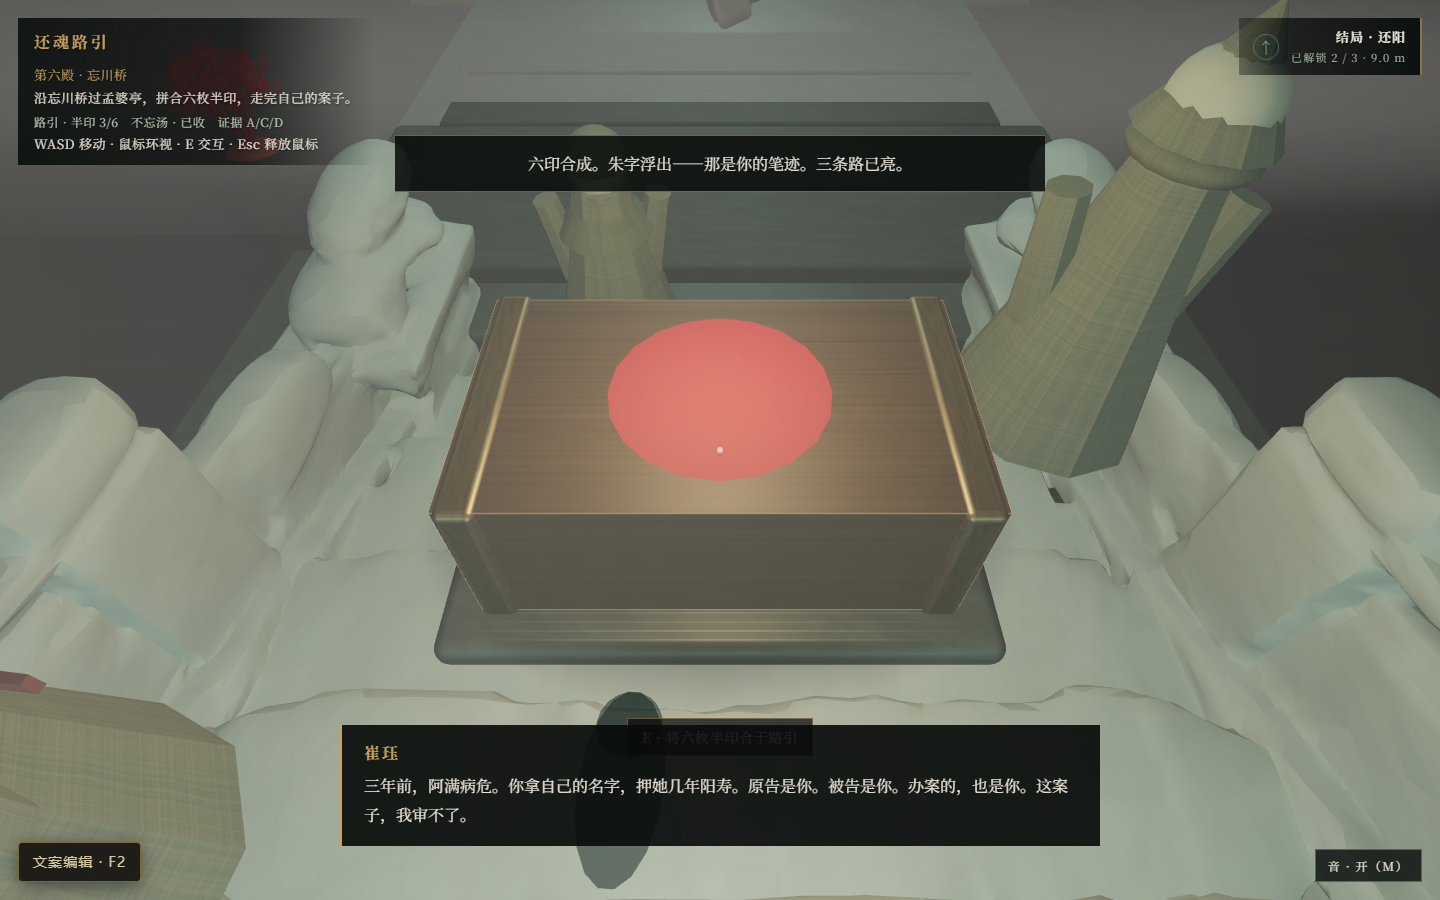 还魂路引
第六殿 · 忘川桥
沿忘川桥过孟婆亭，拼合六枚半印，走完自己的案子。
路引 · 半印 3/6 不忘汤 · 已收 证据 A/C/D
WASD 移动 · 鼠标环视 · E 交互 · Esc 释放鼠标
结局 · 还阳
已解锁 2 / 3 · 9.0 m
六印合成。朱字浮出——那是你的笔迹。三条路已亮。
E · 将六枚半印合于路引
崔珏
三年前，阿满病危。你拿自己的名字，押她几年阳寿。原告是你。被告是你。办案的，也是你。这案
子，我审不了。
文案编辑 · F2
音 · 开（M）